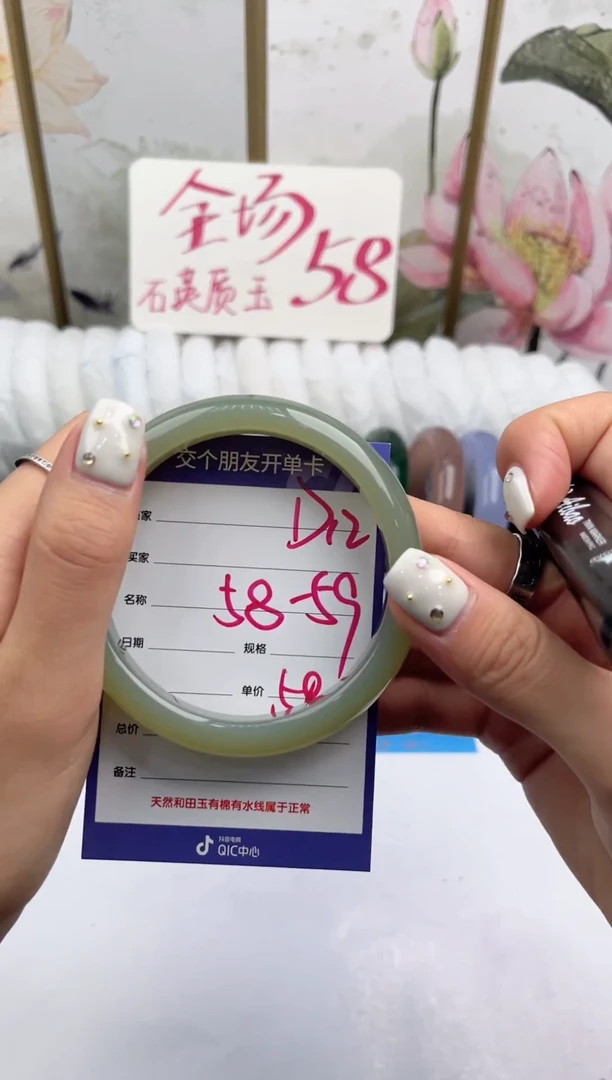 全场
石英质玉 58
交个朋友开单卡
家 D12
买家
名称 58-59
日期 规格
单价 58
总价
备注
天然和田玉有棉有水线属于正常
抖音电商
QIC中心